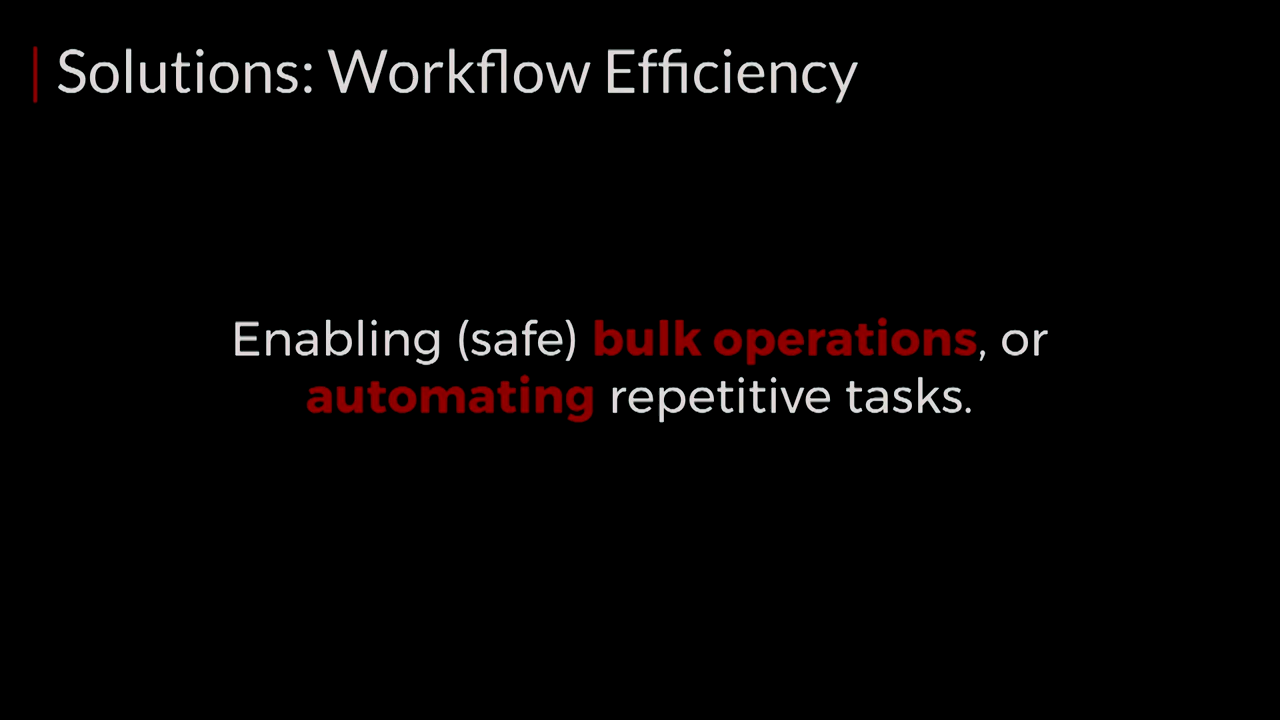 Solutions: Workflow Efficiency
Enabling (safe) bulk operations, or
automating repetitive tasks.